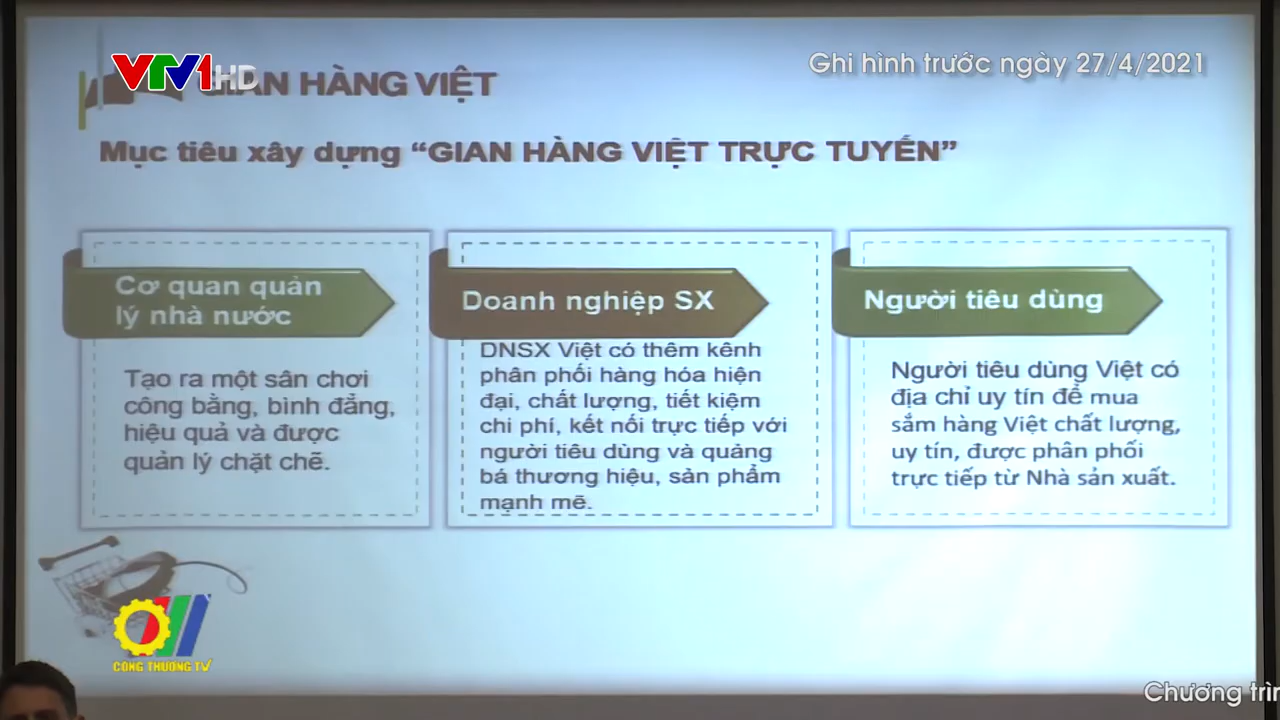 VTV1 HD
Ghi hình trước ngày 27/4/2021
GIAN HÀNG VIỆT
Mục tiêu xây dựng “GIAN HÀNG VIỆT TRỰC TUYẾN”
Cơ quan quản
lý nhà nước
Tạo ra một sân chơi
công bằng, bình đẳng,
hiệu quả và được
quản lý chặt chẽ.
Doanh nghiệp SX
DNSX Việt có thêm kênh
phân phối hàng hóa hiện
đại, chất lượng, tiết kiệm
chi phí, kết nối trực tiếp với
người tiêu dùng và quảng
bá thương hiệu, sản phẩm
mạnh mẽ.
Người tiêu dùng
Người tiêu dùng Việt có
địa chỉ uy tín để mua
sắm hàng Việt chất lượng,
uy tín, được phân phối
trực tiếp từ Nhà sản xuất.
CÔNG THƯƠNG TV
Chương